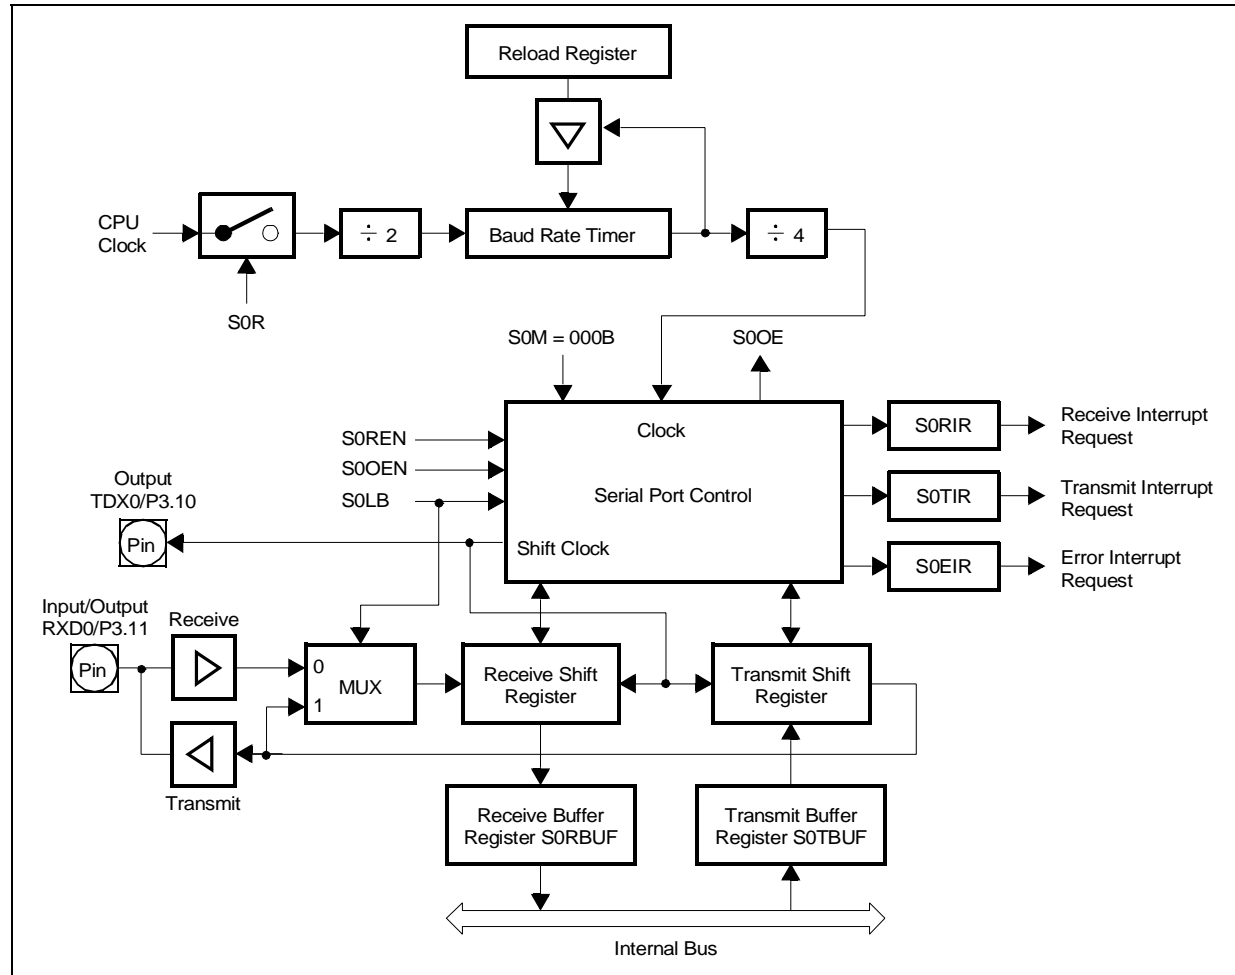 Reload Register
CPU
Clock
÷ 2
Baud Rate Timer
÷ 4
S0R
S0M = 000B
S0OE
Clock
S0REN
S0OEN
S0LB
Serial Port Control
Shift Clock
S0RIR
Receive Interrupt
Request
S0TIR
Transmit Interrupt
Request
S0EIR
Error Interrupt
Request
Output
TDX0/P3.10
Pin
Input/Output
RXD0/P3.11
Pin
Receive
Transmit
0
MUX
1
Receive Shift
Register
Transmit Shift
Register
Receive Buffer
Register S0RBUF
Transmit Buffer
Register S0TBUF
Internal Bus